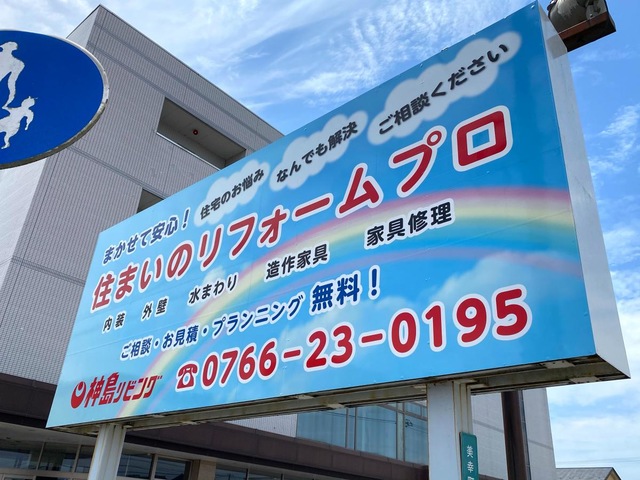 まかせて安心！
住宅のお悩み
なんでも解決
ご相談ください
住まいのリフォームプロ
内装 外壁 水まわり 造作家具 家具修理
ご相談・お見積・プランニング 無料！
神島リビング
☎0766-23-0195
美幸